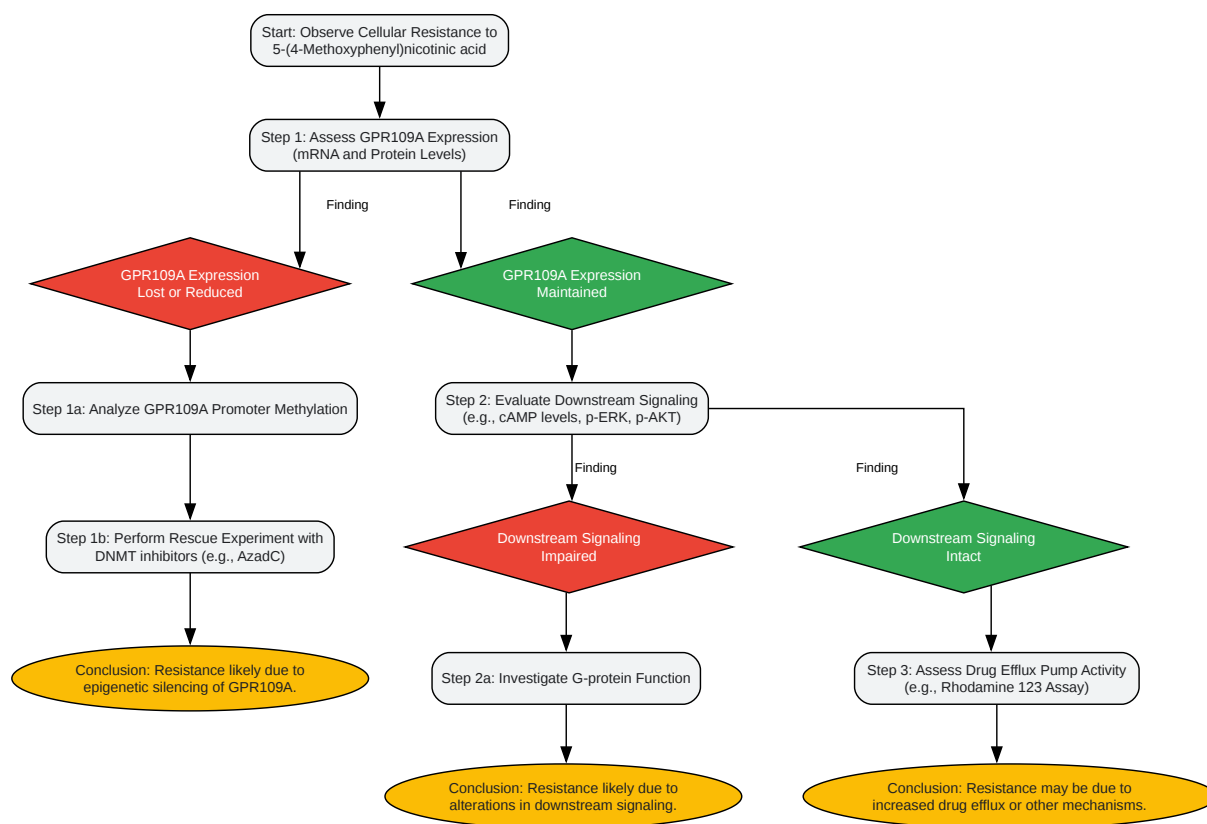 Start: Observe Cellular Resistance to
5-(4-Methoxyphenyl)nicotinic acid
Step 1: Assess GPR109A Expression
(mRNA and Protein Levels)
Finding
Finding
GPR109A Expression
Lost or Reduced
GPR109A Expression
Maintained
Step 1a: Analyze GPR109A Promoter Methylation
Step 2: Evaluate Downstream Signaling
(e.g., cAMP levels, p-ERK, p-AKT)
Finding
Finding
Step 1b: Perform Rescue Experiment with
DNMT inhibitors (e.g., AzadC)
Downstream Signaling
Impaired
Downstream Signaling
Intact
Conclusion: Resistance likely due to
epigenetic silencing of GPR109A.
Step 2a: Investigate G-protein Function
Step 3: Assess Drug Efflux Pump Activity
(e.g., Rhodamine 123 Assay)
Conclusion: Resistance likely due to
alterations in downstream signaling.
Conclusion: Resistance may be due to
increased drug efflux or other mechanisms.